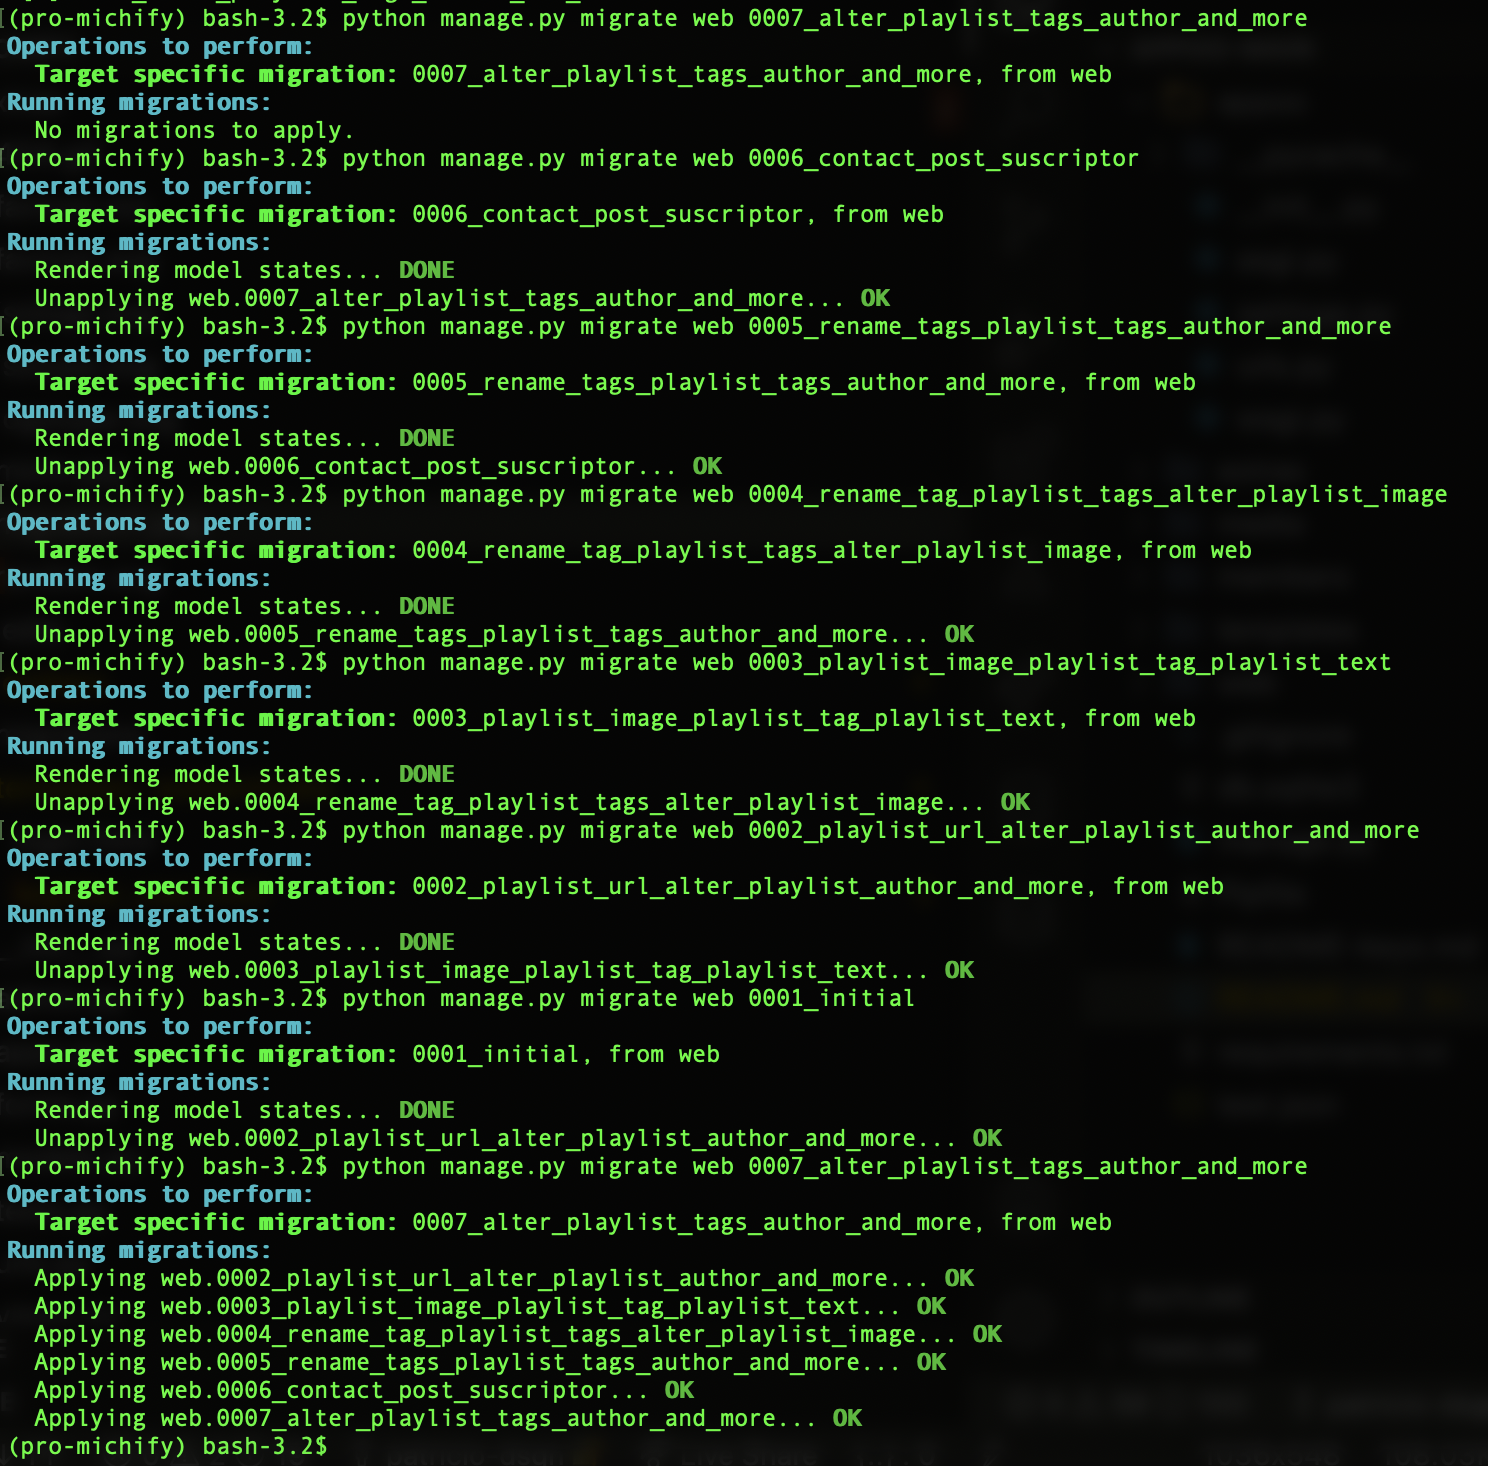 (pro-michify) bash-3.2$ python manage.py migrate web 0007_alter_playlist_tags_author_and_more
Operations to perform:
  Target specific migration: 0007_alter_playlist_tags_author_and_more, from web
Running migrations:
  No migrations to apply.
(pro-michify) bash-3.2$ python manage.py migrate web 0006_contact_post_suscriptor
Operations to perform:
  Target specific migration: 0006_contact_post_suscriptor, from web
Running migrations:
  Rendering model states... DONE
  Unapplying web.0007_alter_playlist_tags_author_and_more... OK
(pro-michify) bash-3.2$ python manage.py migrate web 0005_rename_tags_playlist_tags_author_and_more
Operations to perform:
  Target specific migration: 0005_rename_tags_playlist_tags_author_and_more, from web
Running migrations:
  Rendering model states... DONE
  Unapplying web.0006_contact_post_suscriptor... OK
(pro-michify) bash-3.2$ python manage.py migrate web 0004_rename_tag_playlist_tags_alter_playlist_image
Operations to perform:
  Target specific migration: 0004_rename_tag_playlist_tags_alter_playlist_image, from web
Running migrations:
  Rendering model states... DONE
  Unapplying web.0005_rename_tags_playlist_tags_author_and_more... OK
(pro-michify) bash-3.2$ python manage.py migrate web 0003_playlist_image_playlist_tag_playlist_text
Operations to perform:
  Target specific migration: 0003_playlist_image_playlist_tag_playlist_text, from web
Running migrations:
  Rendering model states... DONE
  Unapplying web.0004_rename_tag_playlist_tags_alter_playlist_image... OK
(pro-michify) bash-3.2$ python manage.py migrate web 0002_playlist_url_alter_playlist_author_and_more
Operations to perform:
  Target specific migration: 0002_playlist_url_alter_playlist_author_and_more, from web
Running migrations:
  Rendering model states... DONE
  Unapplying web.0003_playlist_image_playlist_tag_playlist_text... OK
(pro-michify) bash-3.2$ python manage.py migrate web 0001_initial
Operations to perform:
  Target specific migration: 0001_initial, from web
Running migrations:
  Rendering model states... DONE
  Unapplying web.0002_playlist_url_alter_playlist_author_and_more... OK
(pro-michify) bash-3.2$ python manage.py migrate web 0007_alter_playlist_tags_author_and_more
Operations to perform:
  Target specific migration: 0007_alter_playlist_tags_author_and_more, from web
Running migrations:
  Applying web.0002_playlist_url_alter_playlist_author_and_more... OK
  Applying web.0003_playlist_image_playlist_tag_playlist_text... OK
  Applying web.0004_rename_tag_playlist_tags_alter_playlist_image... OK
  Applying web.0005_rename_tags_playlist_tags_author_and_more... OK
  Applying web.0006_contact_post_suscriptor... OK
  Applying web.0007_alter_playlist_tags_author_and_more... OK
(pro-michify) bash-3.2$